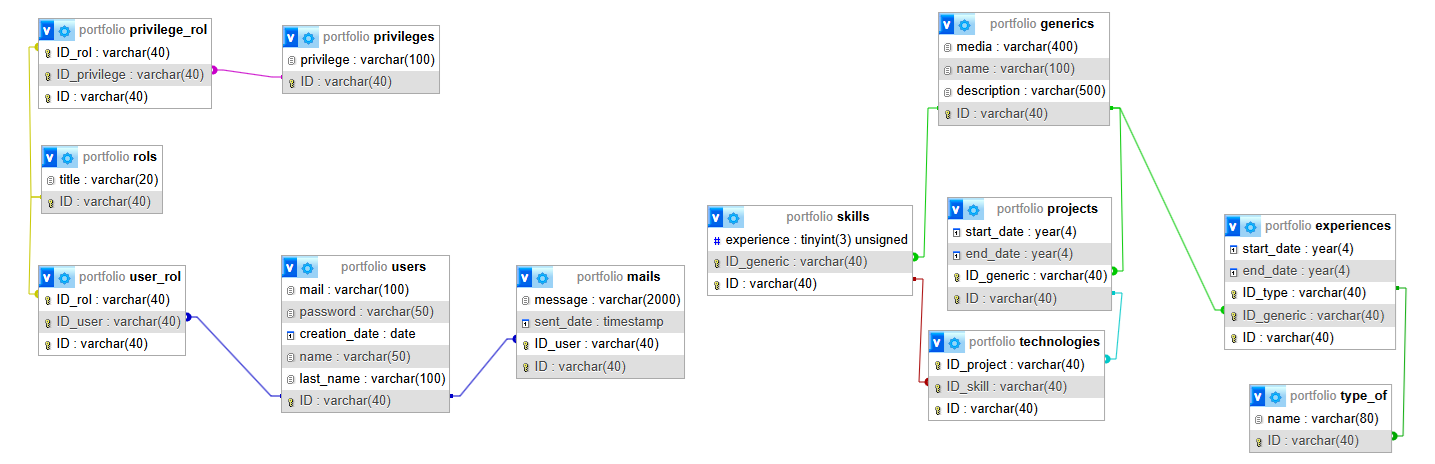 portfolio privilege_rol
ID_rol : varchar(40)
ID_privilege : varchar(40)
ID : varchar(40)
portfolio privileges
privilege : varchar(100)
ID : varchar(40)
portfolio rols
title : varchar(20)
ID : varchar(40)
portfolio user_rol
ID_rol : varchar(40)
ID_user : varchar(40)
ID : varchar(40)
portfolio users
mail : varchar(100)
password : varchar(50)
creation_date : date
name : varchar(50)
last_name : varchar(100)
ID : varchar(40)
portfolio mails
message : varchar(2000)
sent_date : timestamp
ID_user : varchar(40)
ID : varchar(40)
portfolio generics
media : varchar(400)
name : varchar(100)
description : varchar(500)
ID : varchar(40)
portfolio skills
# experience : tinyint(3) unsigned
ID_generic : varchar(40)
ID : varchar(40)
portfolio projects
start_date : year(4)
end_date : year(4)
ID_generic : varchar(40)
ID : varchar(40)
portfolio technologies
ID_project : varchar(40)
ID_skill : varchar(40)
ID : varchar(40)
portfolio experiences
start_date : year(4)
end_date : year(4)
ID_type : varchar(40)
ID_generic : varchar(40)
ID : varchar(40)
portfolio type_of
name : varchar(80)
ID : varchar(40)